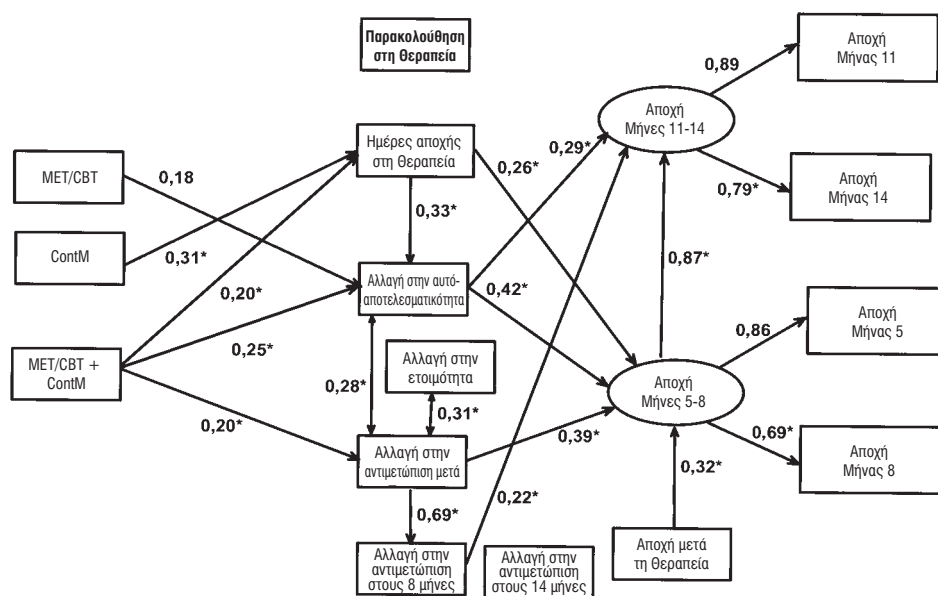 Παρακολούθηση
στη Θεραπεία
Αποχή
Μήνας 11
0,89
Αποχή
Μήνες 11-14
Ημέρες αποχής
στη Θεραπεία
0,29*
0,26*
MET/CBT
0,18
0,79*
Αποχή
Μήνας 14
0,33*
ContM
0,31*
0,87*
0,20*
Αλλαγή στην αυτό-
αποτελεσματικότητα
0,42*
0,86
Αποχή
Μήνας 5
0,25*
MET/CBT +
ContM
Αλλαγή στην
ετοιμότητα
0,28*
Αποχή
Μήνες 5-8
0,31*
0,20*
0,39*
0,69*
Αποχή
Μήνας 8
Αλλαγή στην
αντιμετώπιση μετά
0,32*
0,22*
0,69*
Αλλαγή στην
αντιμετώπιση
στους 8 μήνες
Αλλαγή στην
αντιμετώπιση
στους 14 μήνες
Αποχή μετά
τη Θεραπεία